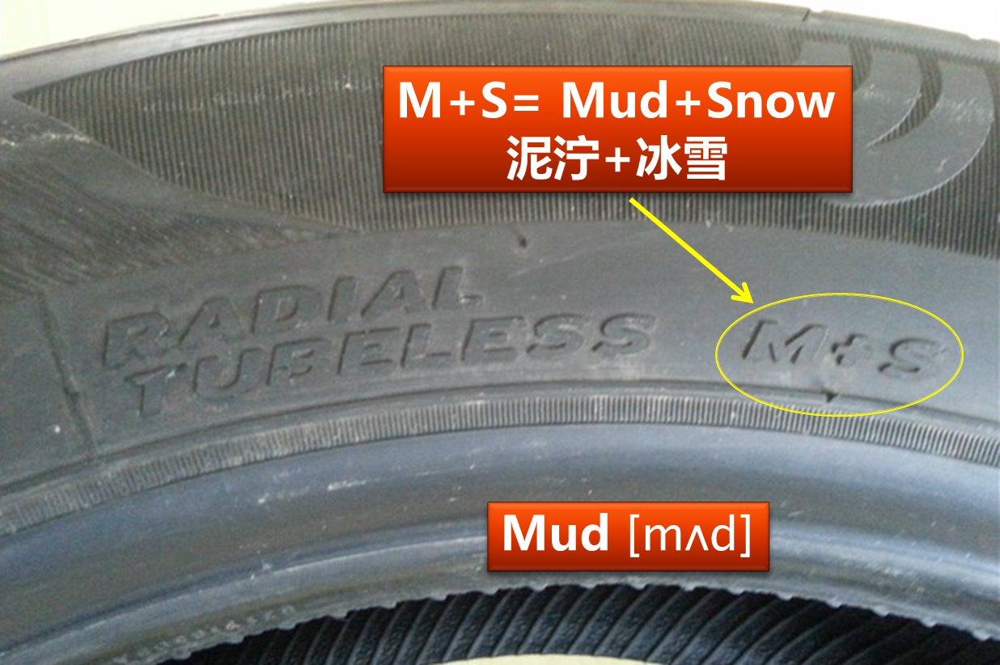 M+S= Mud+Snow
泥泞+冰雪
RADIAL
TUBELESS
M+S
Mud [mʌd]